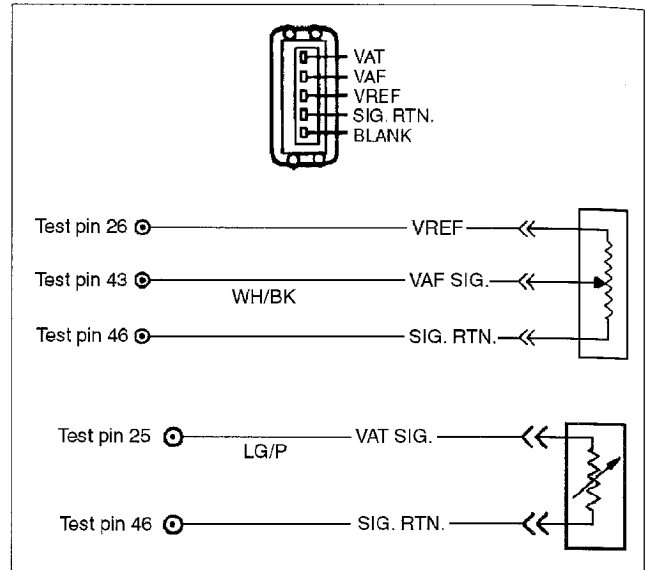 VAT
VAF
VREF
SIG. RTN.
BLANK
Test pin 26 VREF
Test pin 43 WH/BK VAF SIG.
Test pin 46 SIG. RTN.
Test pin 25 LG/P VAT SIG.
Test pin 46 SIG. RTN.